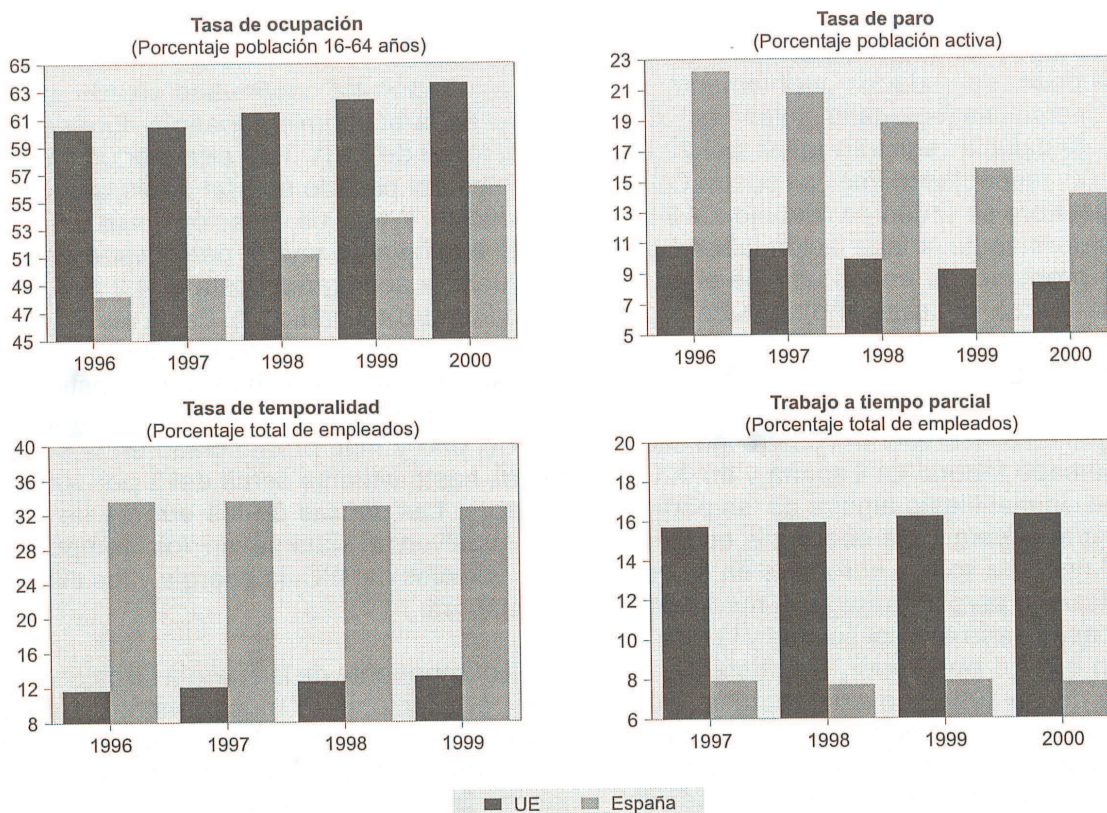 Tasa de ocupación
(Porcentaje población 16-64 años)
65
63
61
59
57
55
53
51
49
47
45
1996 1997 1998 1999 2000
Tasa de paro
(Porcentaje población activa)
23
21
19
17
15
13
11
9
7
5
1996 1997 1998 1999 2000
Tasa de temporalidad
(Porcentaje total de empleados)
40
36
32
28
24
20
16
12
8
1996 1997 1998 1999
Trabajo a tiempo parcial
(Porcentaje total de empleados)
20
18
16
14
12
10
8
6
1997 1998 1999 2000
UE España